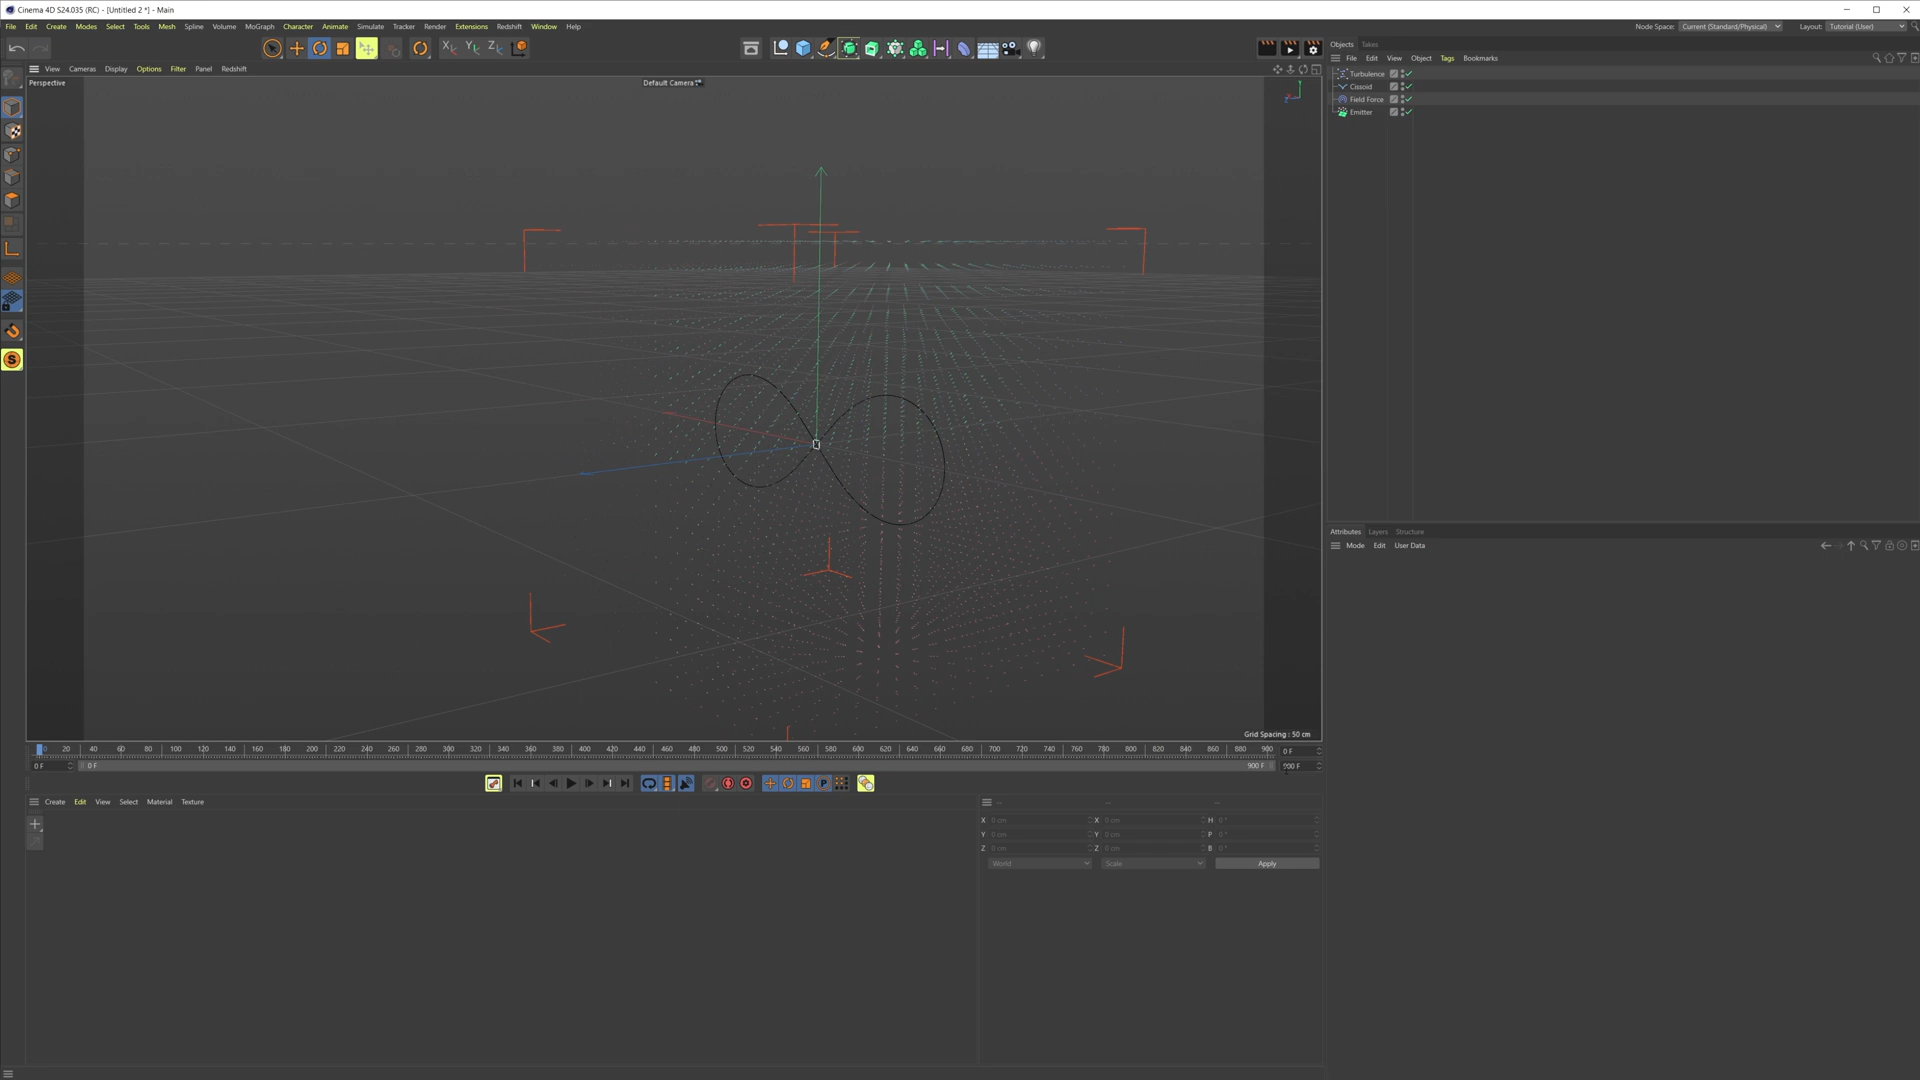 Cinema 4D S24.035 (RC) - [Untitled 2 *] - Main
File Edit Create Modes Select Tools Mesh Spline Volume MoGraph Character Animate Simulate Tracker Render Extensions Redshift Window Help
Node Space: Current (Standard/Physical) Layout: Tutorial (User)
Objects Takes
File Edit View Object Tags Bookmarks
View Cameras Display Options Filter Panel Redshift
Perspective
Default Camera
Turbulence
Cissoid
Field Force
Emitter
Attributes Layers Structure
Mode Edit User Data
Grid Spacing : 50 cm
0 20 40 60 80 100 120 140 160 180 200 220 240 260 280 300 320 340 360 380 400 420 440 460 480 500 520 540 560 580 600 620 640 660 680 700 720 740 760 780 800 820 840 860 880 900
0 F
0 F 0 F 900 F 900 F
Create Edit View Select Material Texture
-- -- --
X 0 cm X 0 cm H 0 °
Y 0 cm Y 0 cm P 0 °
Z 0 cm Z 0 cm B 0 °
World Scale Apply